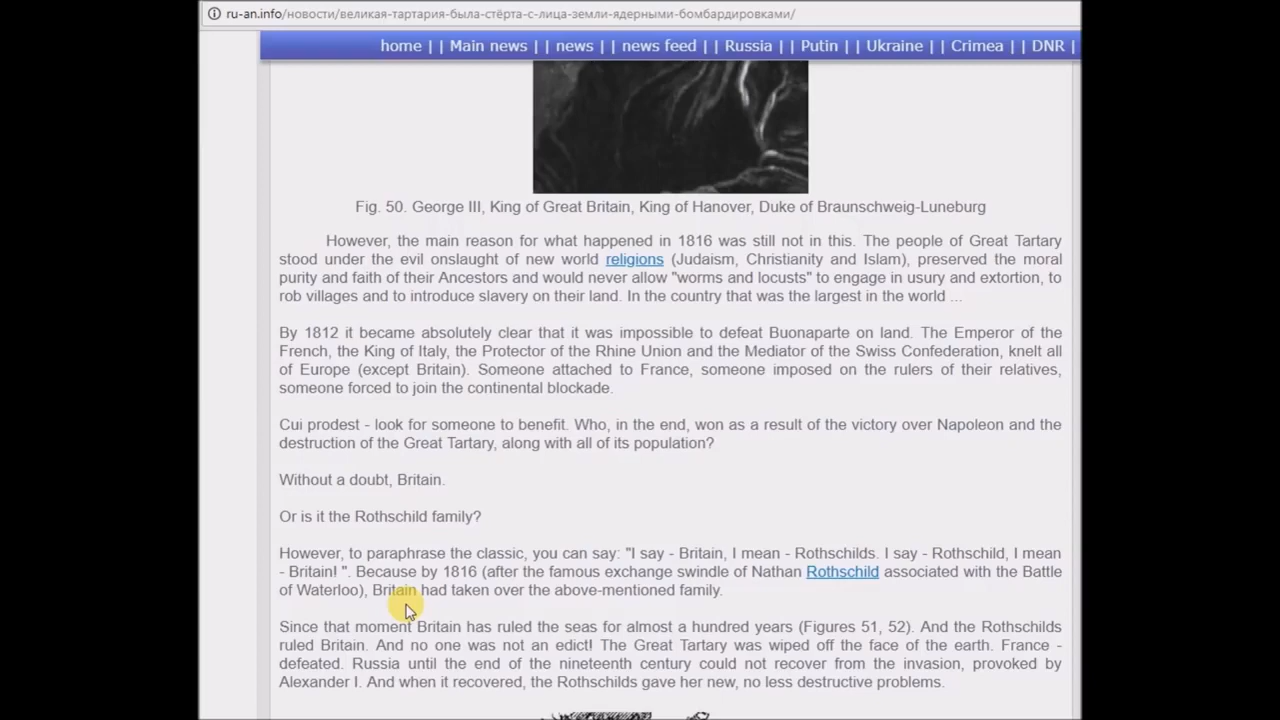 ru-an.info/новости/великая-тартария-была-стёрта-с-лица-земли-ядерными-бомбардировками/
home | | Main news | | news | | news feed | | Russia | | Putin | | Ukraine | | Crimea | | DNR |
Fig. 50. George III, King of Great Britain, King of Hanover, Duke of Braunschweig-Luneburg
However, the main reason for what happened in 1816 was still not in this. The people of Great Tartary
stood under the evil onslaught of new world religions (Judaism, Christianity and Islam), preserved the moral
purity and faith of their Ancestors and would never allow "worms and locusts" to engage in usury and extortion, to
rob villages and to introduce slavery on their land. In the country that was the largest in the world ...
By 1812 it became absolutely clear that it was impossible to defeat Buonaparte on land. The Emperor of the
French, the King of Italy, the Protector of the Rhine Union and the Mediator of the Swiss Confederation, knelt all
of Europe (except Britain). Someone attached to France, someone imposed on the rulers of their relatives,
someone forced to join the continental blockade.
Cui prodest - look for someone to benefit. Who, in the end, won as a result of the victory over Napoleon and the
destruction of the Great Tartary, along with all of its population?
Without a doubt, Britain.
Or is it the Rothschild family?
However, to paraphrase the classic, you can say: "I say - Britain, I mean - Rothschilds. I say - Rothschild, I mean
- Britain! ". Because by 1816 (after the famous exchange swindle of Nathan Rothschild associated with the Battle
of Waterloo), Britain had taken over the above-mentioned family.
Since that moment Britain has ruled the seas for almost a hundred years (Figures 51, 52). And the Rothschilds
ruled Britain. And no one was not an edict! The Great Tartary was wiped off the face of the earth. France -
defeated. Russia until the end of the nineteenth century could not recover from the invasion, provoked by
Alexander I. And when it recovered, the Rothschilds gave her new, no less destructive problems.